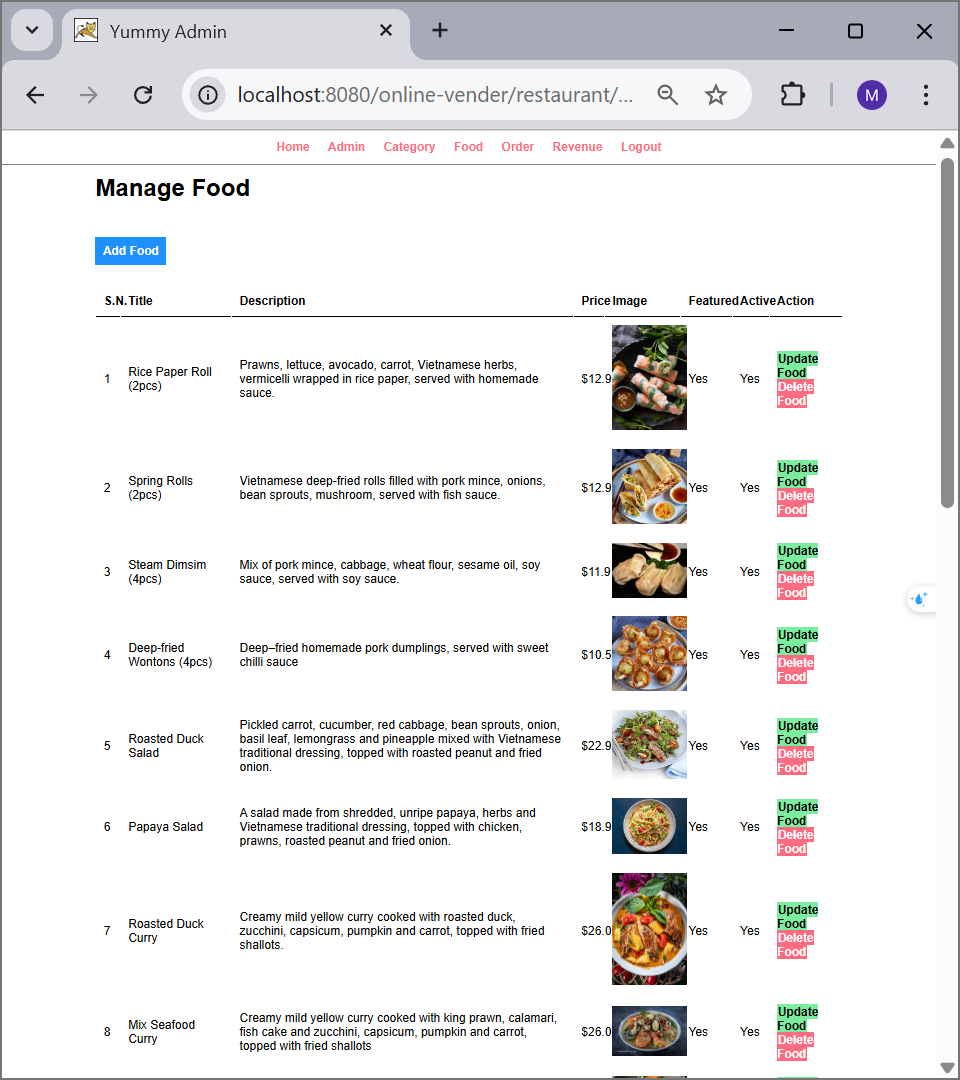 Yummy Admin
localhost:8080/online-vender/restaurant/...
M
Home Admin Category Food Order Revenue Logout
Manage Food
Add Food
S.N. Title Description Price Image Featured Active Action
1 Rice Paper Roll (2pcs) Prawns, lettuce, avocado, carrot, Vietnamese herbs, vermicelli wrapped in rice paper, served with homemade sauce. $12.9 Yes Yes Update Food Delete Food
2 Spring Rolls (2pcs) Vietnamese deep-fried rolls filled with pork mince, onions, bean sprouts, mushroom, served with fish sauce. $12.9 Yes Yes Update Food Delete Food
3 Steam Dimsim (4pcs) Mix of pork mince, cabbage, wheat flour, sesame oil, soy sauce, served with soy sauce. $11.9 Yes Yes Update Food Delete Food
4 Deep-fried Wontons (4pcs) Deep–fried homemade pork dumplings, served with sweet chilli sauce $10.5 Yes Yes Update Food Delete Food
5 Roasted Duck Salad Pickled carrot, cucumber, red cabbage, bean sprouts, onion, basil leaf, lemongrass and pineapple mixed with Vietnamese traditional dressing, topped with roasted peanut and fried onion. $22.9 Yes Yes Update Food Delete Food
6 Papaya Salad A salad made from shredded, unripe papaya, herbs and Vietnamese traditional dressing, topped with chicken, prawns, roasted peanut and fried onion. $18.9 Yes Yes Update Food Delete Food
7 Roasted Duck Curry Creamy mild yellow curry cooked with roasted duck, zucchini, capsicum, pumpkin and carrot, topped with fried shallots. $26.0 Yes Yes Update Food Delete Food
8 Mix Seafood Curry Creamy mild yellow curry cooked with king prawn, calamari, fish cake and zucchini, capsicum, pumpkin and carrot, topped with fried shallots $26.0 Yes Yes Update Food Delete Food